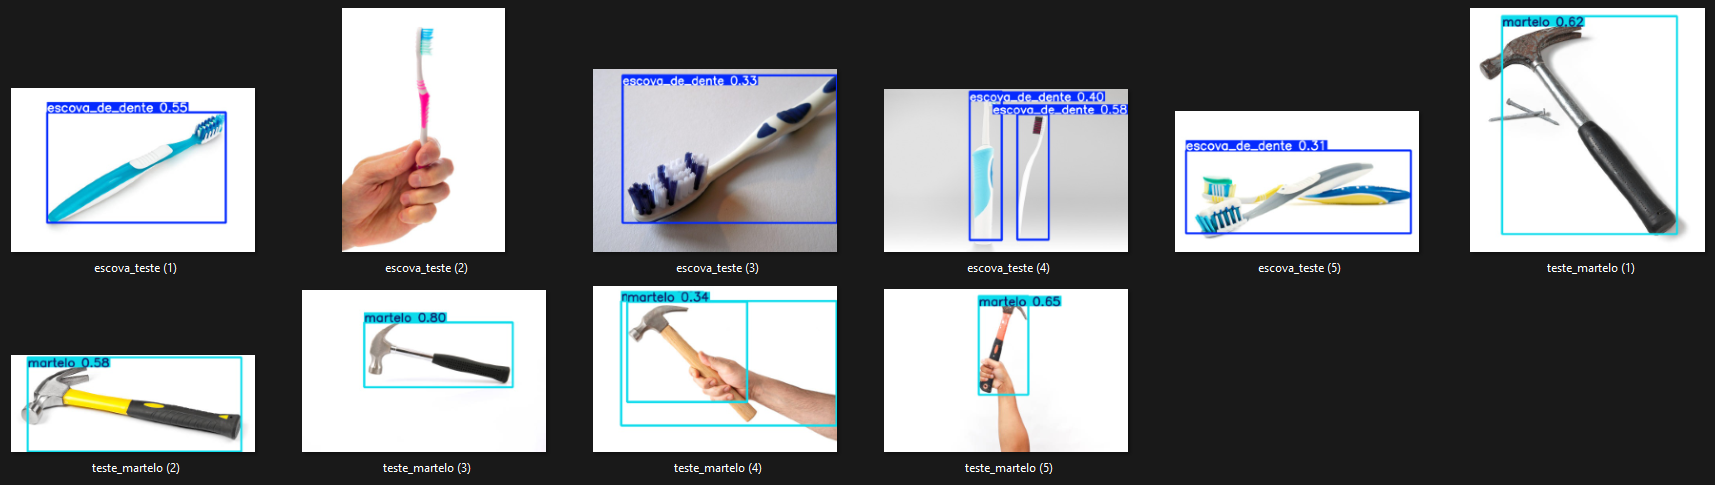 escova_de_dente 0.55
escova_teste (1)
escova_teste (2)
escova_de_dente 0.33
escova_teste (3)
escova_de_dente 0.40
escova_de_dente 0.58
escova_teste (4)
escova_de_dente 0.31
escova_teste (5)
martelo 0.62
teste_martelo (1)
martelo 0.58
teste_martelo (2)
martelo 0.80
teste_martelo (3)
martelo 0.34
teste_martelo (4)
martelo 0.65
teste_martelo (5)